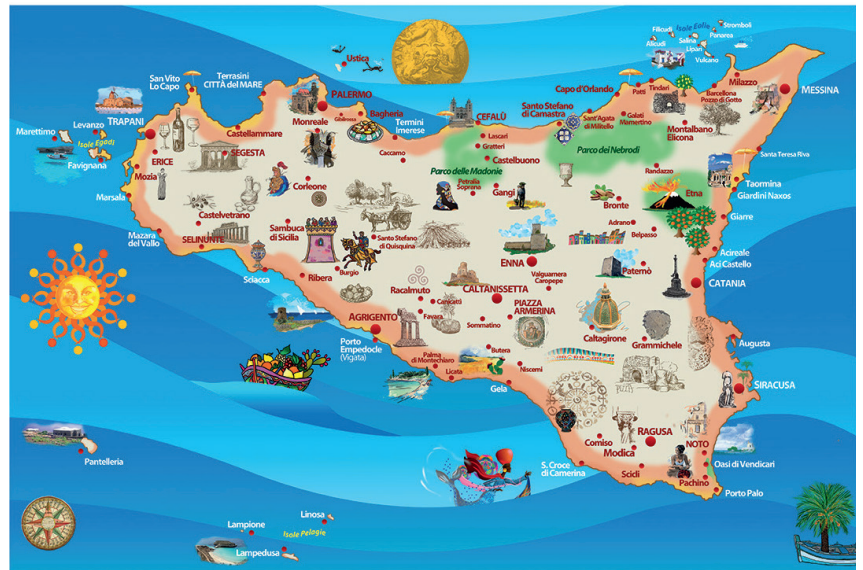 Stromboli
Isole Eolie
Filicudi
Panarea
Alicudi
Salina
Lipari
Vulcano
Ustica
San Vito
Lo Capo
Terrasini
CITTÀ del MARE
PALERMO
Capo d'Orlando
Patti
Tindari
Milazzo
MESSINA
Barcellona
Pozzo di Gotto
Marettimo
Levanzo
TRAPANI
Isole Egadi
Favignana
Castellammare
Monreale
Bagheria
Termini
Imerese
CEFALÙ
Santo Stefano
di Camastra
Sant'Agata
di Militello
Galati
Mamertino
Montalbano
Elicona
ERICE
SEGESTA
Caccamo
Lascari
Gratteri
Castelbuono
Parco dei Nebrodi
Santa Teresa Riva
Mozia
Parco delle Madonie
Randazzo
Corleone
Petralia
Soprana
Gangi
Etna
Taormina
Giardini Naxos
Marsala
Bronte
Castelvetrano
Sambuca
di Sicilia
Adrano
Belpasso
Giarre
Mazara
del Vallo
SELINUNTE
Santo Stefano
di Quisquina
ENNA
Paternò
Acireale
Aci Castello
Sciacca
Ribera
Burgio
Valguarnera
Caropepe
Racalmuto
CALTANISSETTA
CATANIA
Canicattì
Favara
PIAZZA
ARMERINA
AGRIGENTO
Sommatino
Caltagirone
Grammichele
Augusta
Porto
Empedocle
(Vigata)
Palma
di Montechiaro
Butera
Niscemi
Licata
Gela
SIRACUSA
Comiso
RAGUSA
Modica
NOTO
Pantelleria
S. Croce
di Camerina
Scicli
Oasi di Vendicari
Pachino
Porto Palo
Linosa
Lampione
Isole Pelagie
Lampedusa